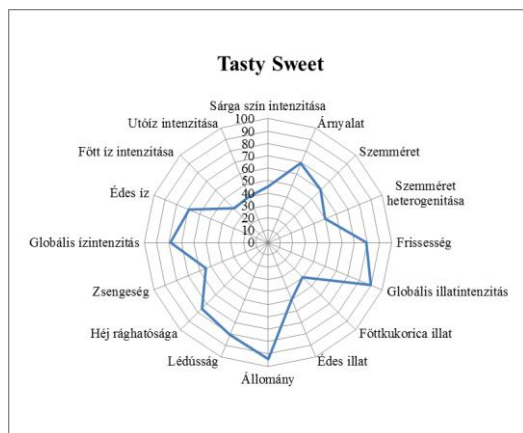 Tasty Sweet
Sárga szín intenzitása
Utóíz intenzitása
Árnyalat
Főtt íz intenzitása
Szemméret
Édes íz
Szemméret
heterogenitása
Globális ízintenzitás
Frissesség
Zsengeség
Globális illatintenzitás
Héj rághatósága
Főttkukorica illat
Lédússág
Édes illat
Állomány
100
90
80
70
60
50
40
30
20
10
0